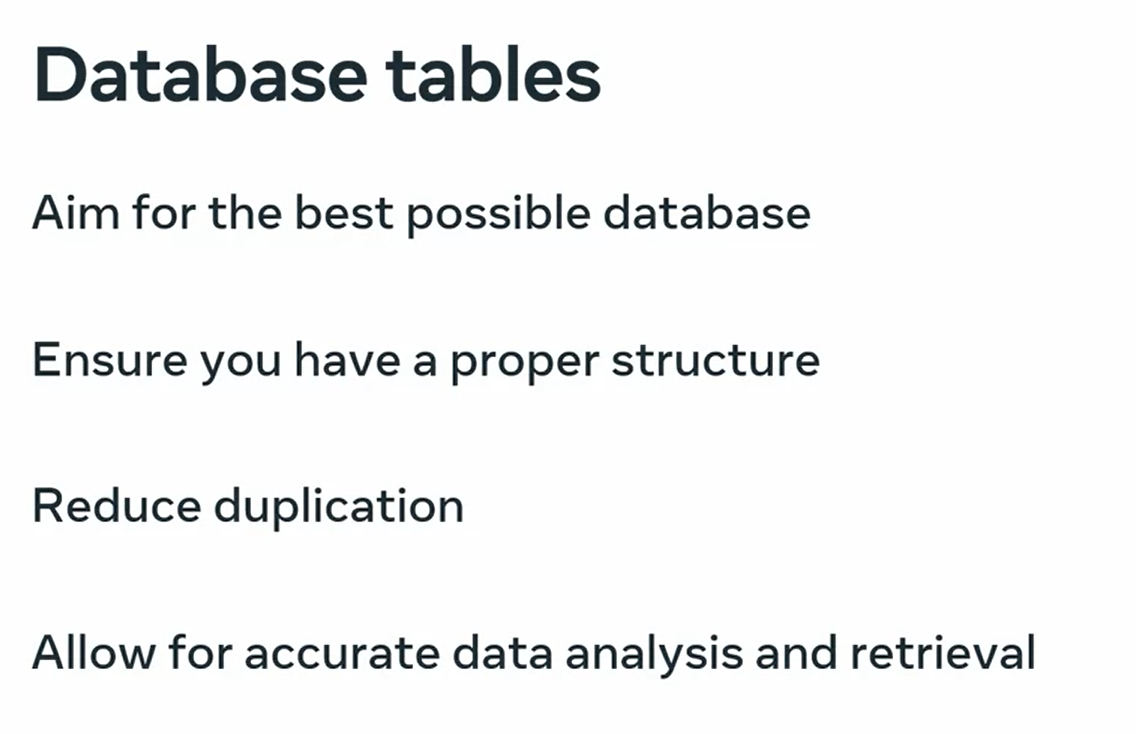 Database tables
Aim for the best possible database
Ensure you have a proper structure
Reduce duplication
Allow for accurate data analysis and retrieval